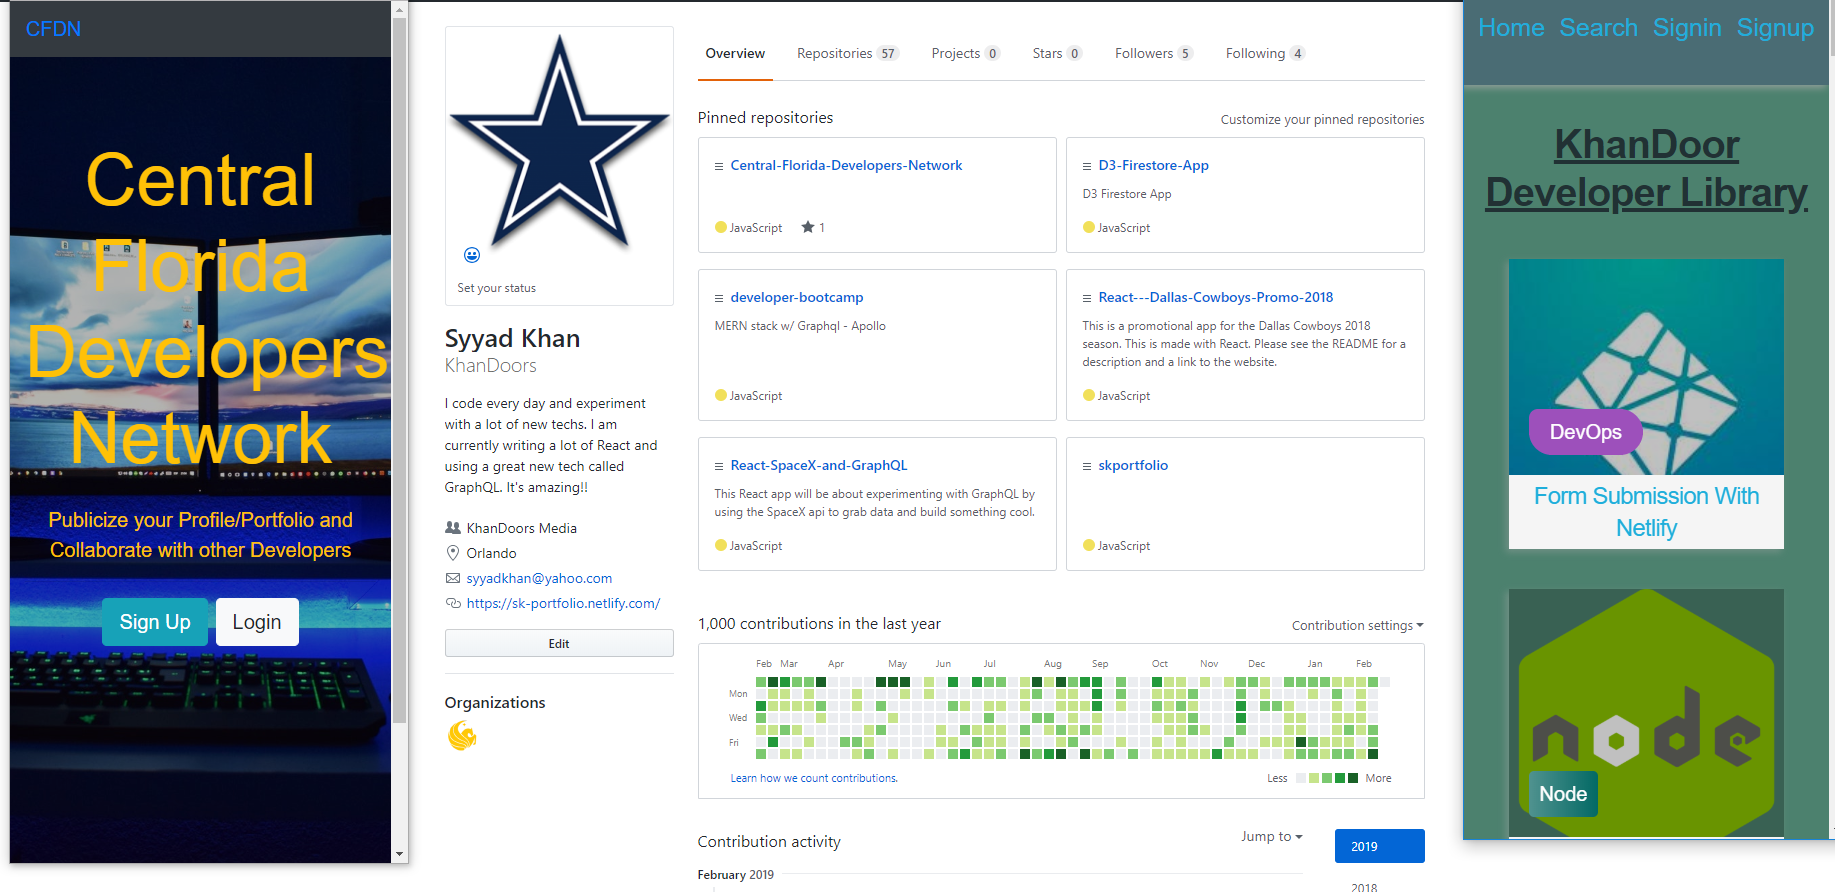 CFDN
Central
Florida
Developers
Network
Publicize your Profile/Portfolio and
Collaborate with other Developers
Sign Up Login
Set your status
Syyad Khan
KhanDoors
I code every day and experiment
with a lot of new techs. I am
currently writing a lot of React and
using a great new tech called
GraphQL. It's amazing!!
KhanDoors Media
Orlando
syyadkhan@yahoo.com
https://sk-portfolio.netlify.com/
Edit
Organizations
Overview Repositories 57 Projects 0 Stars 0 Followers 5 Following 4
Pinned repositories Customize your pinned repositories
Central-Florida-Developers-Network
JavaScript 1
D3-Firestore-App
D3 Firestore App
JavaScript
developer-bootcamp
MERN stack w/ Graphql - Apollo
JavaScript
React---Dallas-Cowboys-Promo-2018
This is a promotional app for the Dallas Cowboys 2018
season. This is made with React. Please see the README for a
description and a link to the website.
JavaScript
React-SpaceX-and-GraphQL
This React app will be about experimenting with GraphQL by
using the SpaceX api to grab data and build something cool.
JavaScript
skportfolio
JavaScript
1,000 contributions in the last year Contribution settings
Feb Mar Apr May Jun Jul Aug Sep Oct Nov Dec Jan Feb
Mon
Wed
Fri
Learn how we count contributions. Less More
Contribution activity Jump to
2019
February 2019
2018
Home Search Signin Signup
KhanDoor
Developer Library
DevOps
Form Submission With
Netlify
node
Node